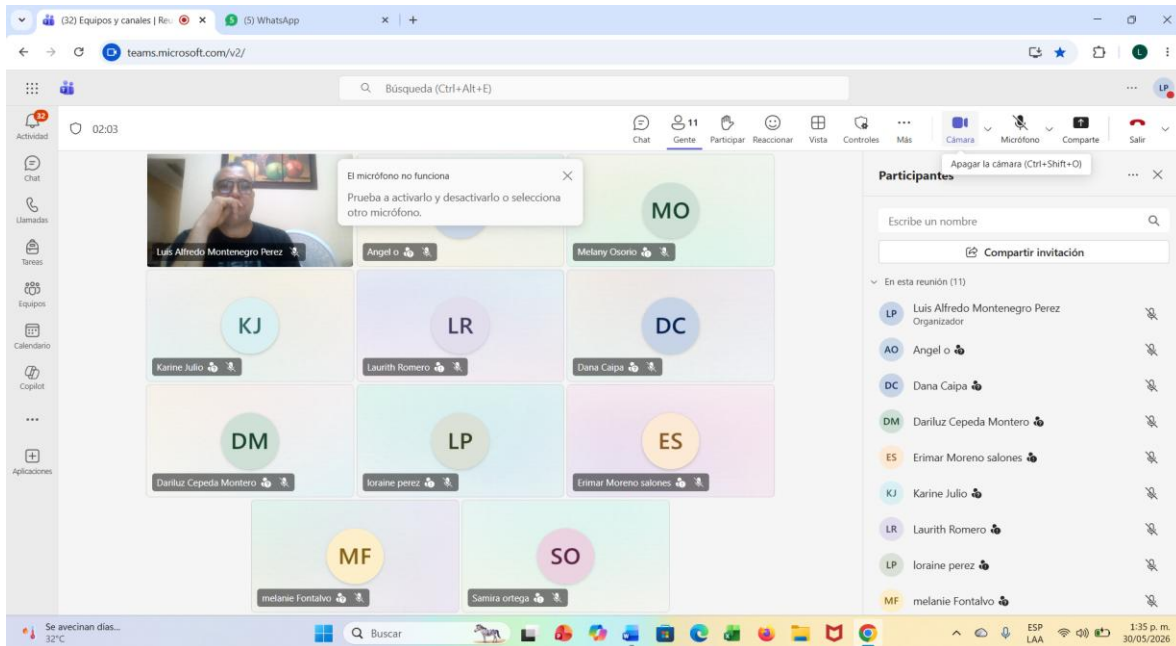 (32) Equipos y canales | Reu
(5) WhatsApp
teams.microsoft.com/v2/
L
Búsqueda (Ctrl+Alt+E)
LP
32
Actividad
Chat
Llamadas
Tareas
Equipos
Calendario
Copilot
Aplicaciones
02:03
Chat
11
Gente
Participar
Reaccionar
Vista
Controles
Más
Cámara
Micrófono
Comparte
Salir
Apagar la cámara (Ctrl+Shift+O)
El micrófono no funciona
Prueba a activarlo y desactivarlo o selecciona
otro micrófono.
Luis Alfredo Montenegro Perez
Angel o
MO
Melany Osorio
KJ
Karine Julio
LR
Laurith Romero
DC
Dana Caipa
DM
Dariluz Cepeda Montero
LP
loraine perez
ES
Erimar Moreno salones
MF
melanie Fontalvo
SO
Samira ortega
Participantes
Escribe un nombre
Compartir invitación
En esta reunión (11)
LP Luis Alfredo Montenegro Perez
Organizador
AO Angel o
DC Dana Caipa
DM Dariluz Cepeda Montero
ES Erimar Moreno salones
KJ Karine Julio
LR Laurith Romero
LP loraine perez
MF melanie Fontalvo
Se avecinan días...
32°C
Buscar
ESP
LAA
1:35 p. m.
30/05/2026